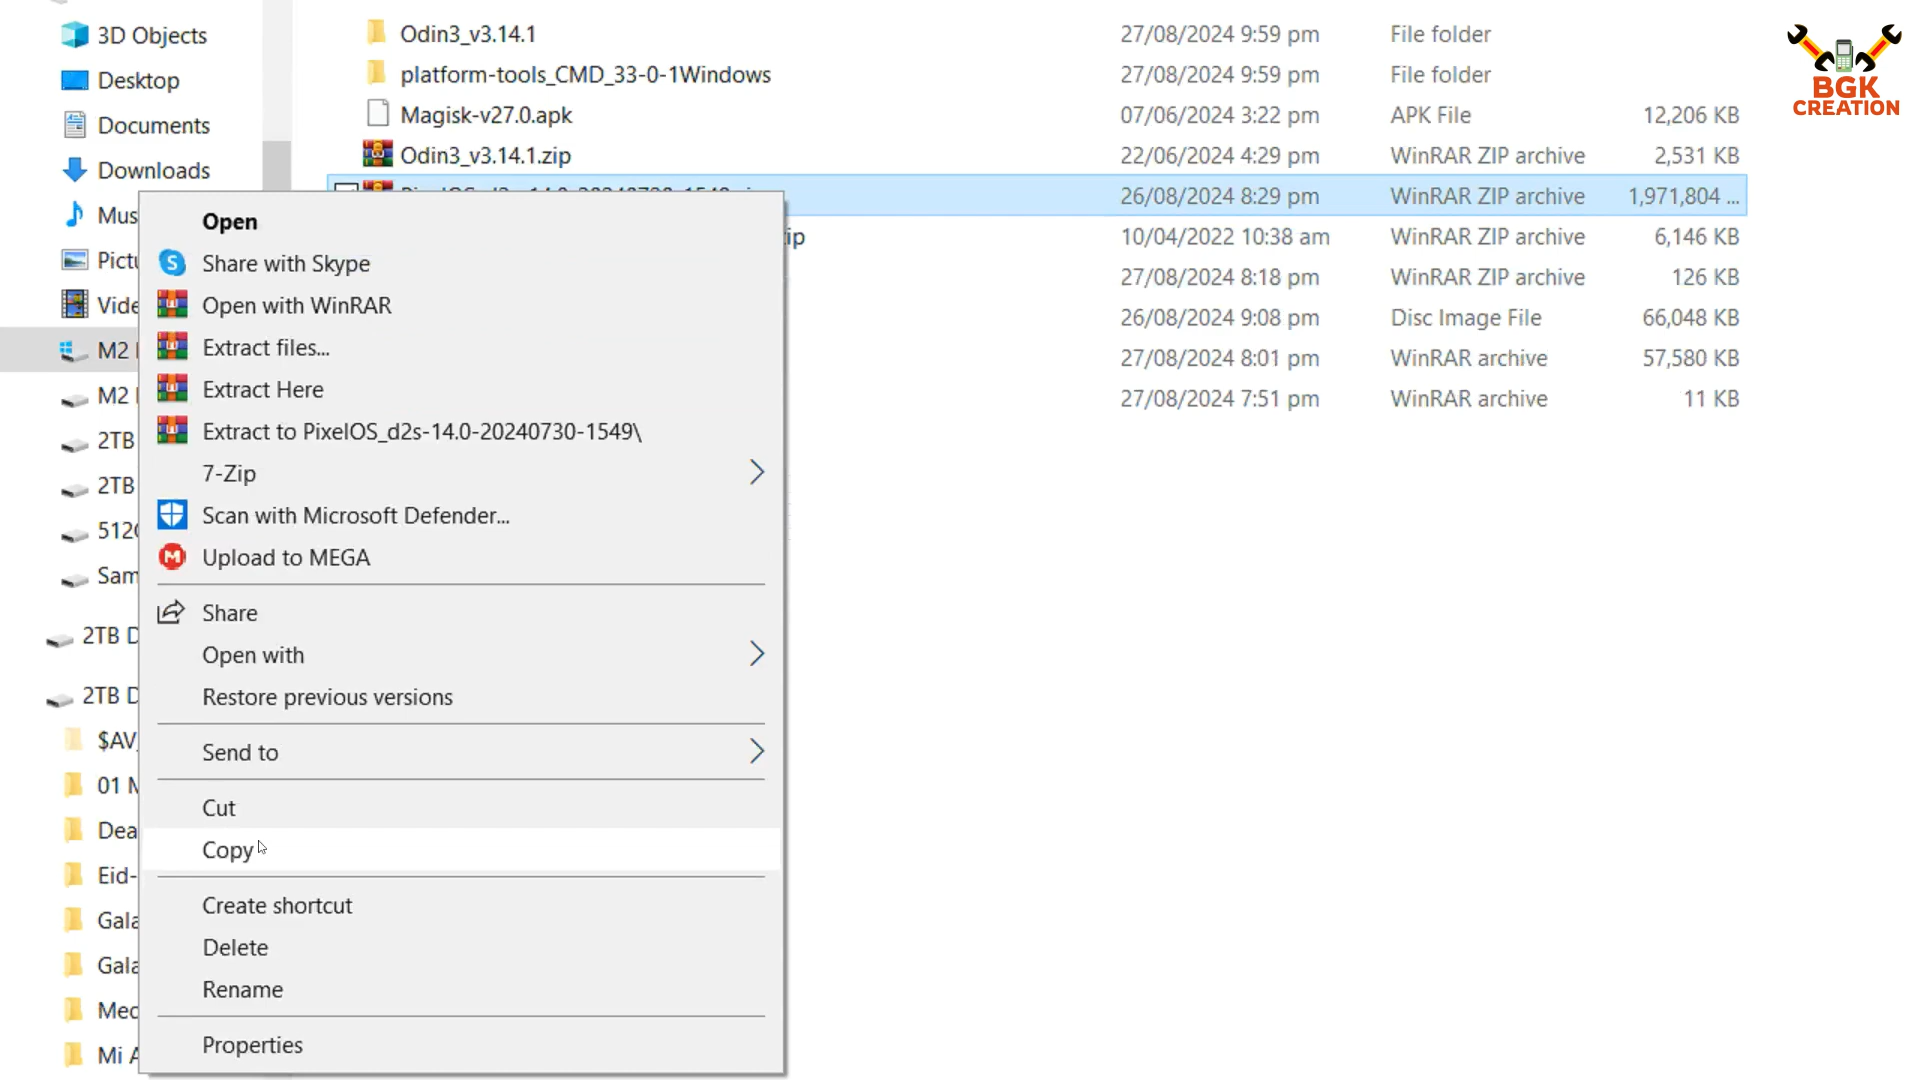 3D Objects
Desktop
Documents
Downloads
Mus
Pictu
Vide
M2
M2
2TB
2TB
512
Sam
2TB D
2TB D
$AV
01 M
Dea
Eid-
Gala
Gala
Mi A
Odin3_v3.14.1 27/08/2024 9:59 pm File folder
platform-tools_CMD_33-0-1Windows 27/08/2024 9:59 pm File folder
Magisk-v27.0.apk 07/06/2024 3:22 pm APK File 12,206 KB
Odin3_v3.14.1.zip 22/06/2024 4:29 pm WinRAR ZIP archive 2,531 KB
26/08/2024 8:29 pm WinRAR ZIP archive 1,971,804 ...
ip 10/04/2022 10:38 am WinRAR ZIP archive 6,146 KB
27/08/2024 8:18 pm WinRAR ZIP archive 126 KB
26/08/2024 9:08 pm Disc Image File 66,048 KB
27/08/2024 8:01 pm WinRAR archive 57,580 KB
27/08/2024 7:51 pm WinRAR archive 11 KB
Open
Share with Skype
Open with WinRAR
Extract files...
Extract Here
Extract to PixelOS_d2s-14.0-20240730-1549\
7-Zip
Scan with Microsoft Defender...
Upload to MEGA
Share
Open with
Restore previous versions
Send to
Cut
Copy
Create shortcut
Delete
Rename
Properties
BGK
CREATION